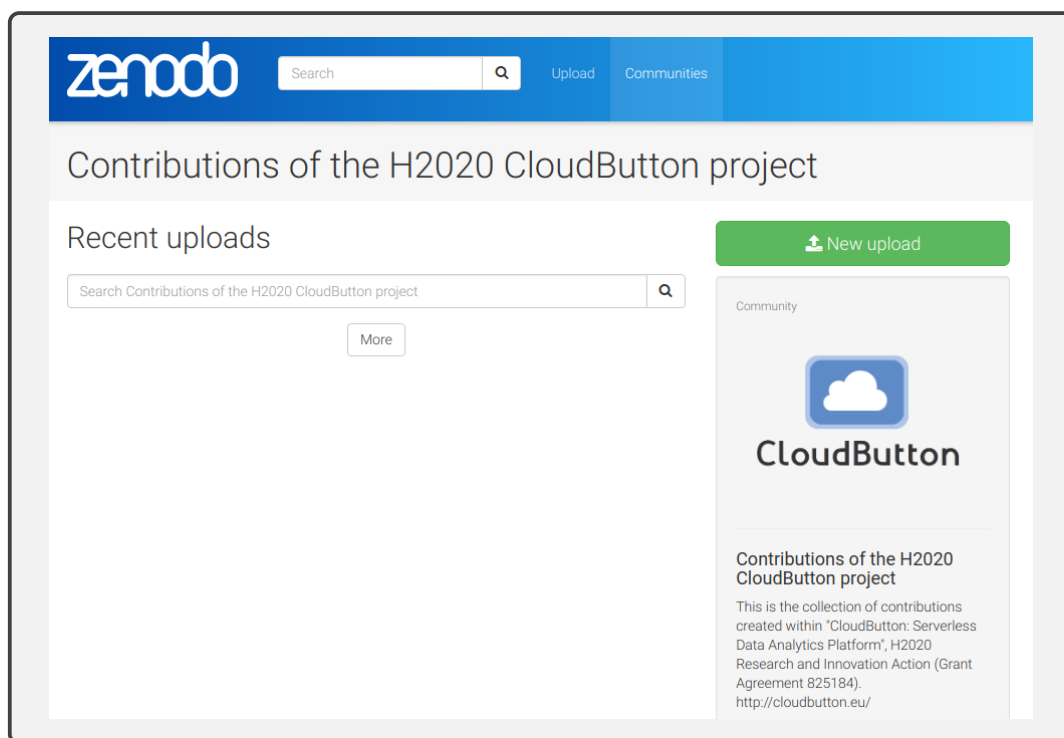 zenodo
Search
Upload
Communities
Contributions of the H2020 CloudButton project
Recent uploads
Search Contributions of the H2020 CloudButton project
More
New upload
Community
CloudButton
Contributions of the H2020
CloudButton project
This is the collection of contributions
created within "CloudButton: Serverless
Data Analytics Platform", H2020
Research and Innovation Action (Grant
Agreement 825184).
http://cloudbutton.eu/